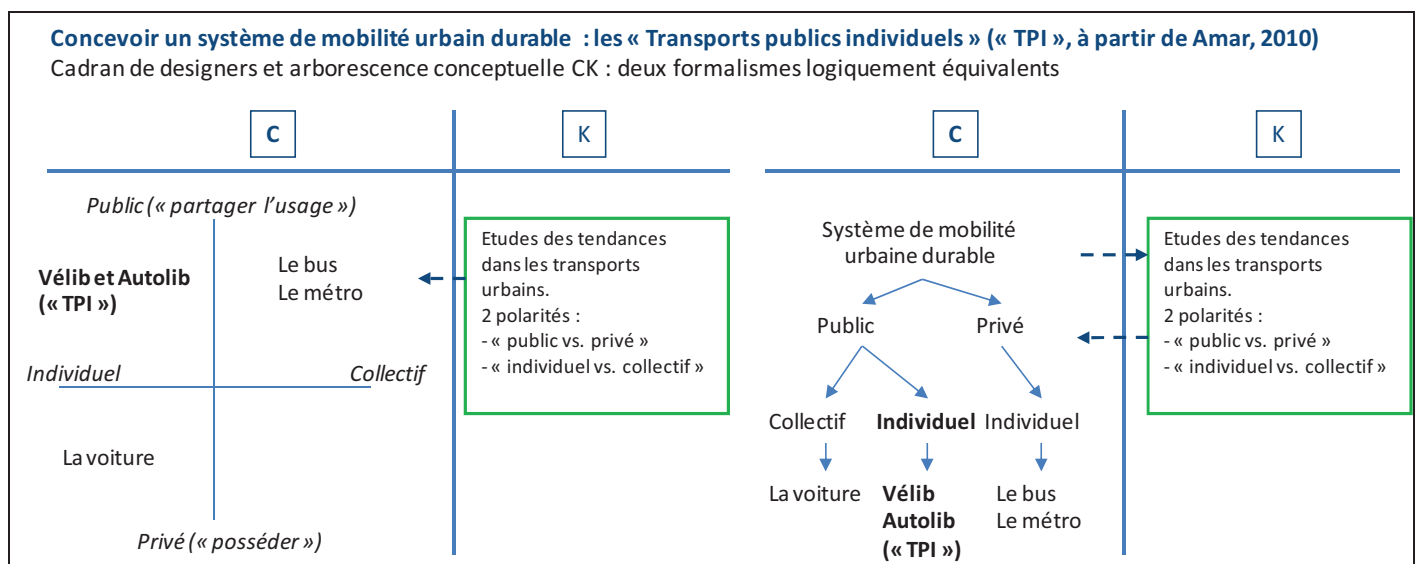 Concevoir un système de mobilité urbain durable : les « Transports publics individuels » (« TPI », à partir de Amar, 2010)
Cadran de designers et arborescence conceptuelle CK : deux formalismes logiquement équivalents
C
K
Public (« partager l'usage »)
Vélib et Autolib
(« TPI »)
Le bus
Le métro
Individuel
Collectif
La voiture
Privé (« posséder »)
Etudes des tendances
dans les transports
urbains.
2 polarités :
- « public vs. privé »
- « individuel vs. collectif »
C
K
Système de mobilité
urbaine durable
Public
Privé
Collectif
Individuel
Individuel
La voiture
Vélib
Autolib
(« TPI »)
Le bus
Le métro
Etudes des tendances
dans les transports
urbains.
2 polarités :
- « public vs. privé »
- « individuel vs. collectif »